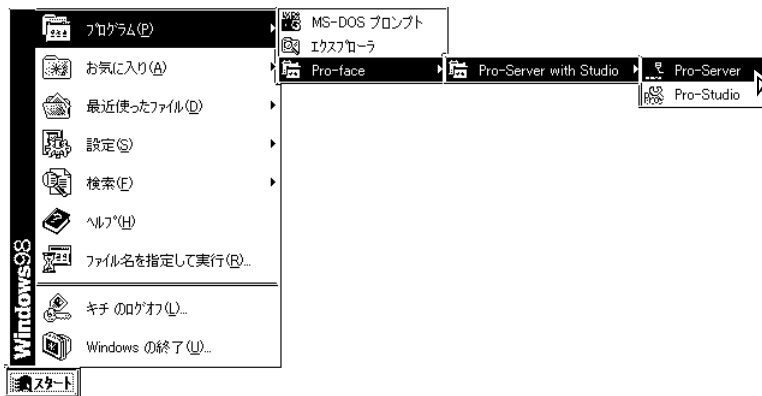 プログラム(P)
お気に入り(A)
最近使ったファイル(D)
設定(S)
検索(F)
ヘルプ(H)
ファイル名を指定して実行(R)...
キチ のログオフ(L)...
Windows の終了(U)...
Windows98
スタート
MS-DOS プロンプト
エクスプローラ
Pro-face
Pro-Server with Studio
Pro-Server
Pro-Studio